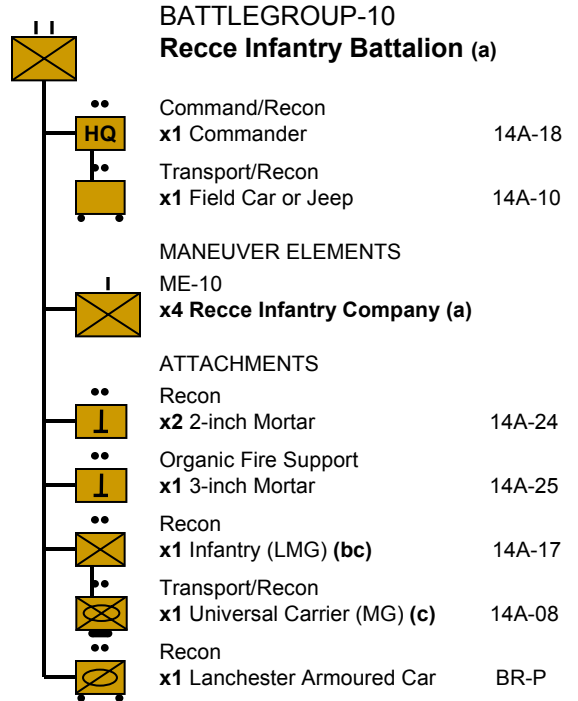 BATTLEGROUP-10
Recce Infantry Battalion (a)
Command/Recon
HQ x1 Commander 14A-18
Transport/Recon
x1 Field Car or Jeep 14A-10
MANEUVER ELEMENTS
ME-10
x4 Recce Infantry Company (a)
ATTACHMENTS
Recon
x2 2-inch Mortar 14A-24
Organic Fire Support
x1 3-inch Mortar 14A-25
Recon
x1 Infantry (LMG) (bc) 14A-17
Transport/Recon
x1 Universal Carrier (MG) (c) 14A-08
Recon
x1 Lanchester Armoured Car BR-P